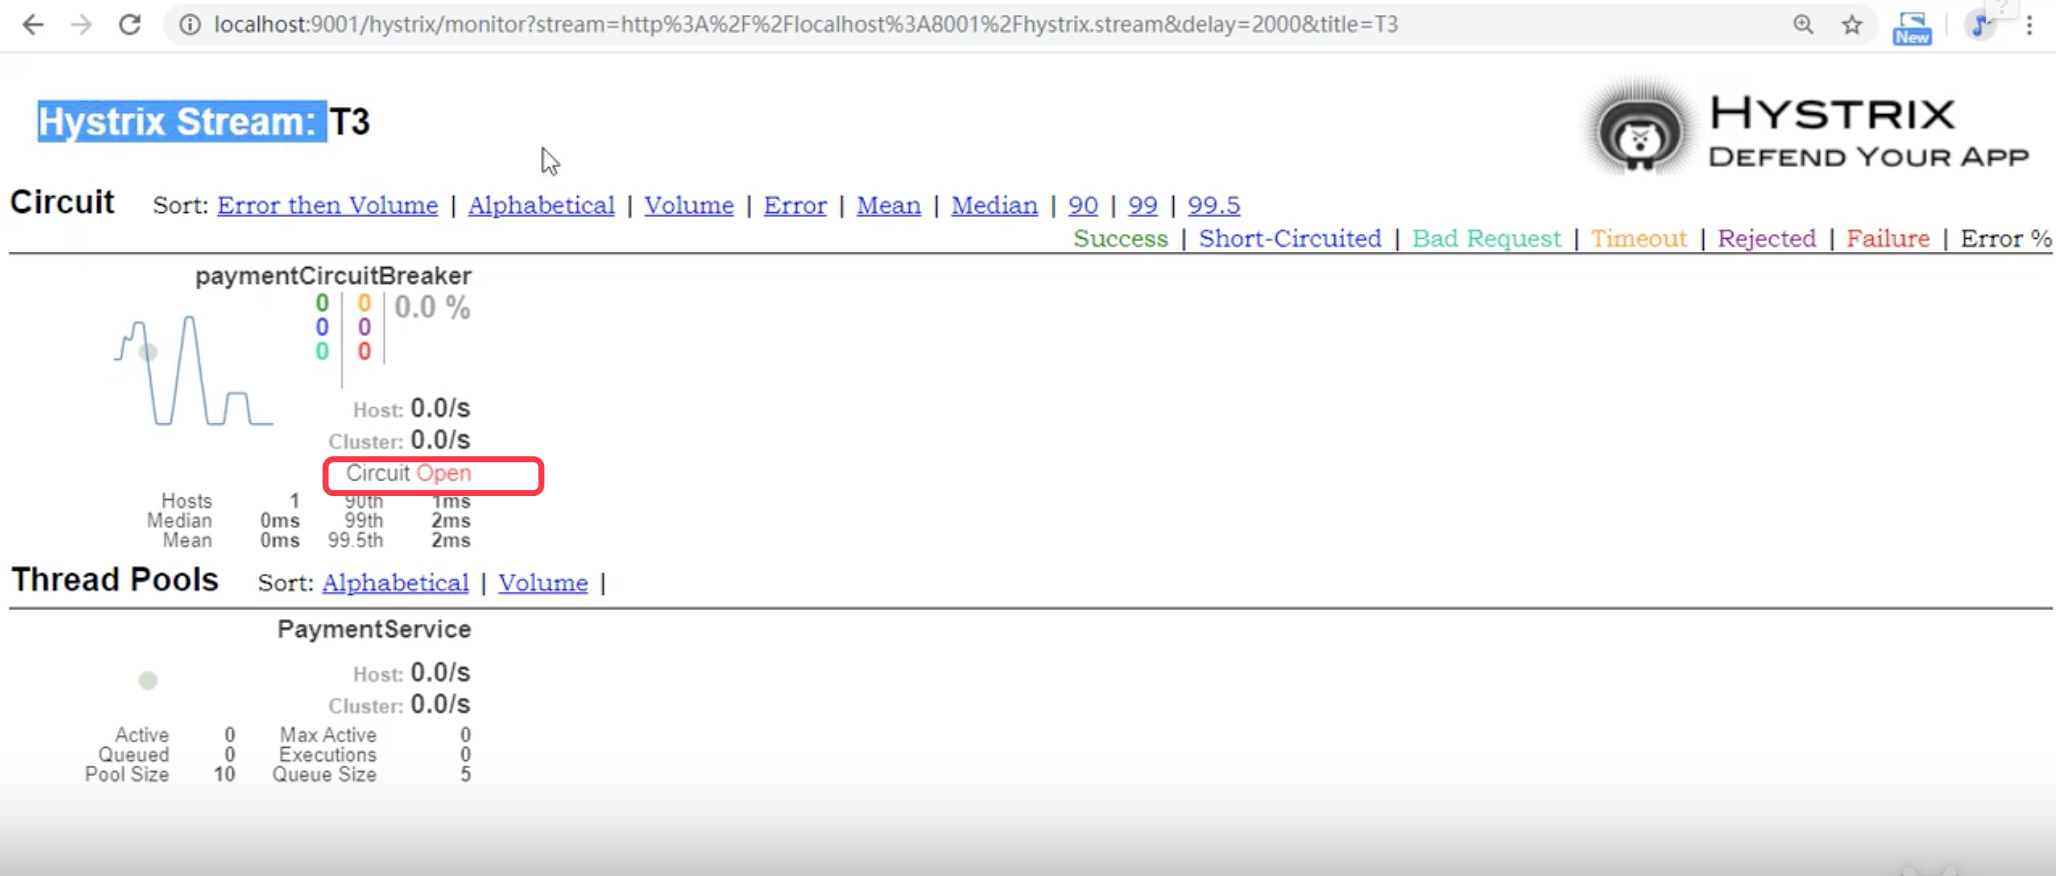 localhost:9001/hystrix/monitor?stream=http%3A%2F%2Flocalhost%3A8001%2Fhystrix.stream&delay=2000&title=T3
New
?
Hystrix Stream: T3
HYSTRIX
DEFEND YOUR APP
Circuit Sort: Error then Volume | Alphabetical | Volume | Error | Mean | Median | 90 | 99 | 99.5
Success | Short-Circuited | Bad Request | Timeout | Rejected | Failure | Error %
paymentCircuitBreaker
0 0 0.0 %
0 0
0 0
Host: 0.0/s
Cluster: 0.0/s
Circuit Open
Hosts 1 90th 1ms
Median 0ms 99th 2ms
Mean 0ms 99.5th 2ms
Thread Pools Sort: Alphabetical | Volume |
PaymentService
Host: 0.0/s
Cluster: 0.0/s
Active 0 Max Active 0
Queued 0 Executions 0
Pool Size 10 Queue Size 5